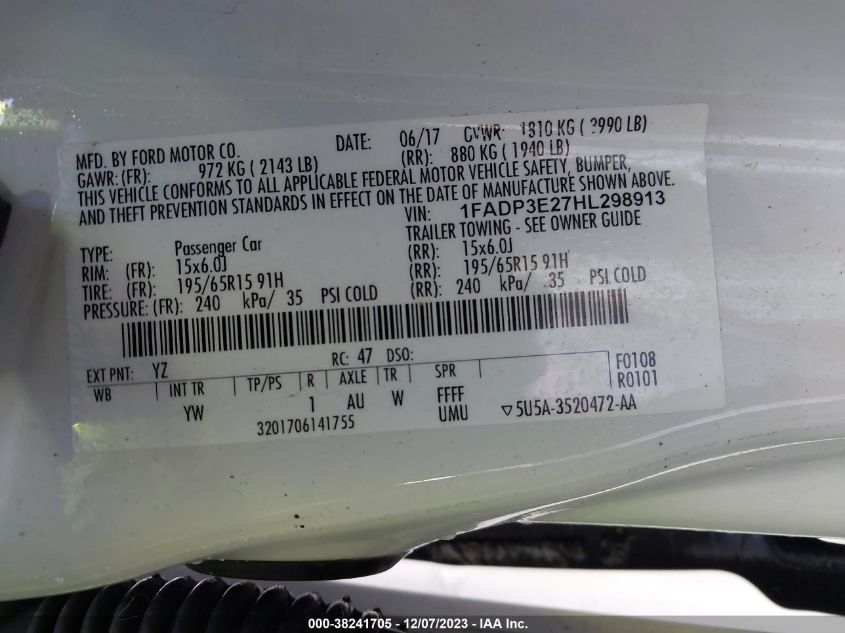 MFD. BY FORD MOTOR CO. DATE: 06/17 GVWR: 1810 KG ( 3990 LB)
GAWR: (FR): 972 KG ( 2143 LB) (RR): 880 KG ( 1940 LB)
THIS VEHICLE CONFORMS TO ALL APPLICABLE FEDERAL MOTOR VEHICLE SAFETY, BUMPER,
AND THEFT PREVENTION STANDARDS IN EFFECT ON THE DATE OF MANUFACTURE SHOWN ABOVE.
VIN: 1FADP3E27HL298913
TYPE: Passenger Car TRAILER TOWING - SEE OWNER GUIDE
RIM: (FR): 15x6.0J (RR): 15x6.0J
TIRE: (FR): 195/65R15 91H (RR): 195/65R15 91H
PRESSURE: (FR): 240 kPa/ 35 PSI COLD (RR): 240 kPa/ 35 PSI COLD
EXT PNT: YZ RC: 47 DSO: F0108
WB INT TR TP/PS R AXLE TR SPR R0101
YW 1 AU W FFFF
UMU ▽5U5A-3520472-AA
3201706141755
000-38241705 - 12/07/2023 - IAA Inc.